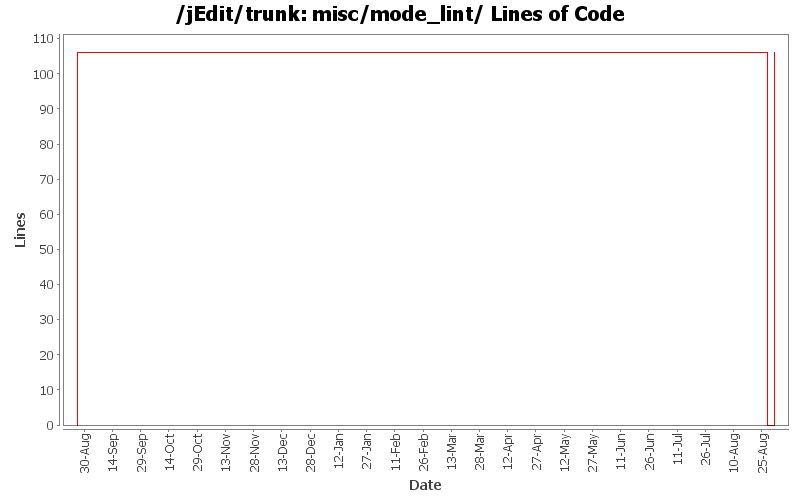 /jEdit/trunk: misc/mode_lint/ Lines of Code
110
100
90
80
70
60
50
40
30
20
10
0
Lines
30-Aug
14-Sep
29-Sep
14-Oct
29-Oct
13-Nov
28-Nov
13-Dec
28-Dec
12-Jan
27-Jan
11-Feb
26-Feb
13-Mar
28-Mar
12-Apr
27-Apr
12-May
27-May
11-Jun
26-Jun
11-Jul
26-Jul
10-Aug
25-Aug
Date